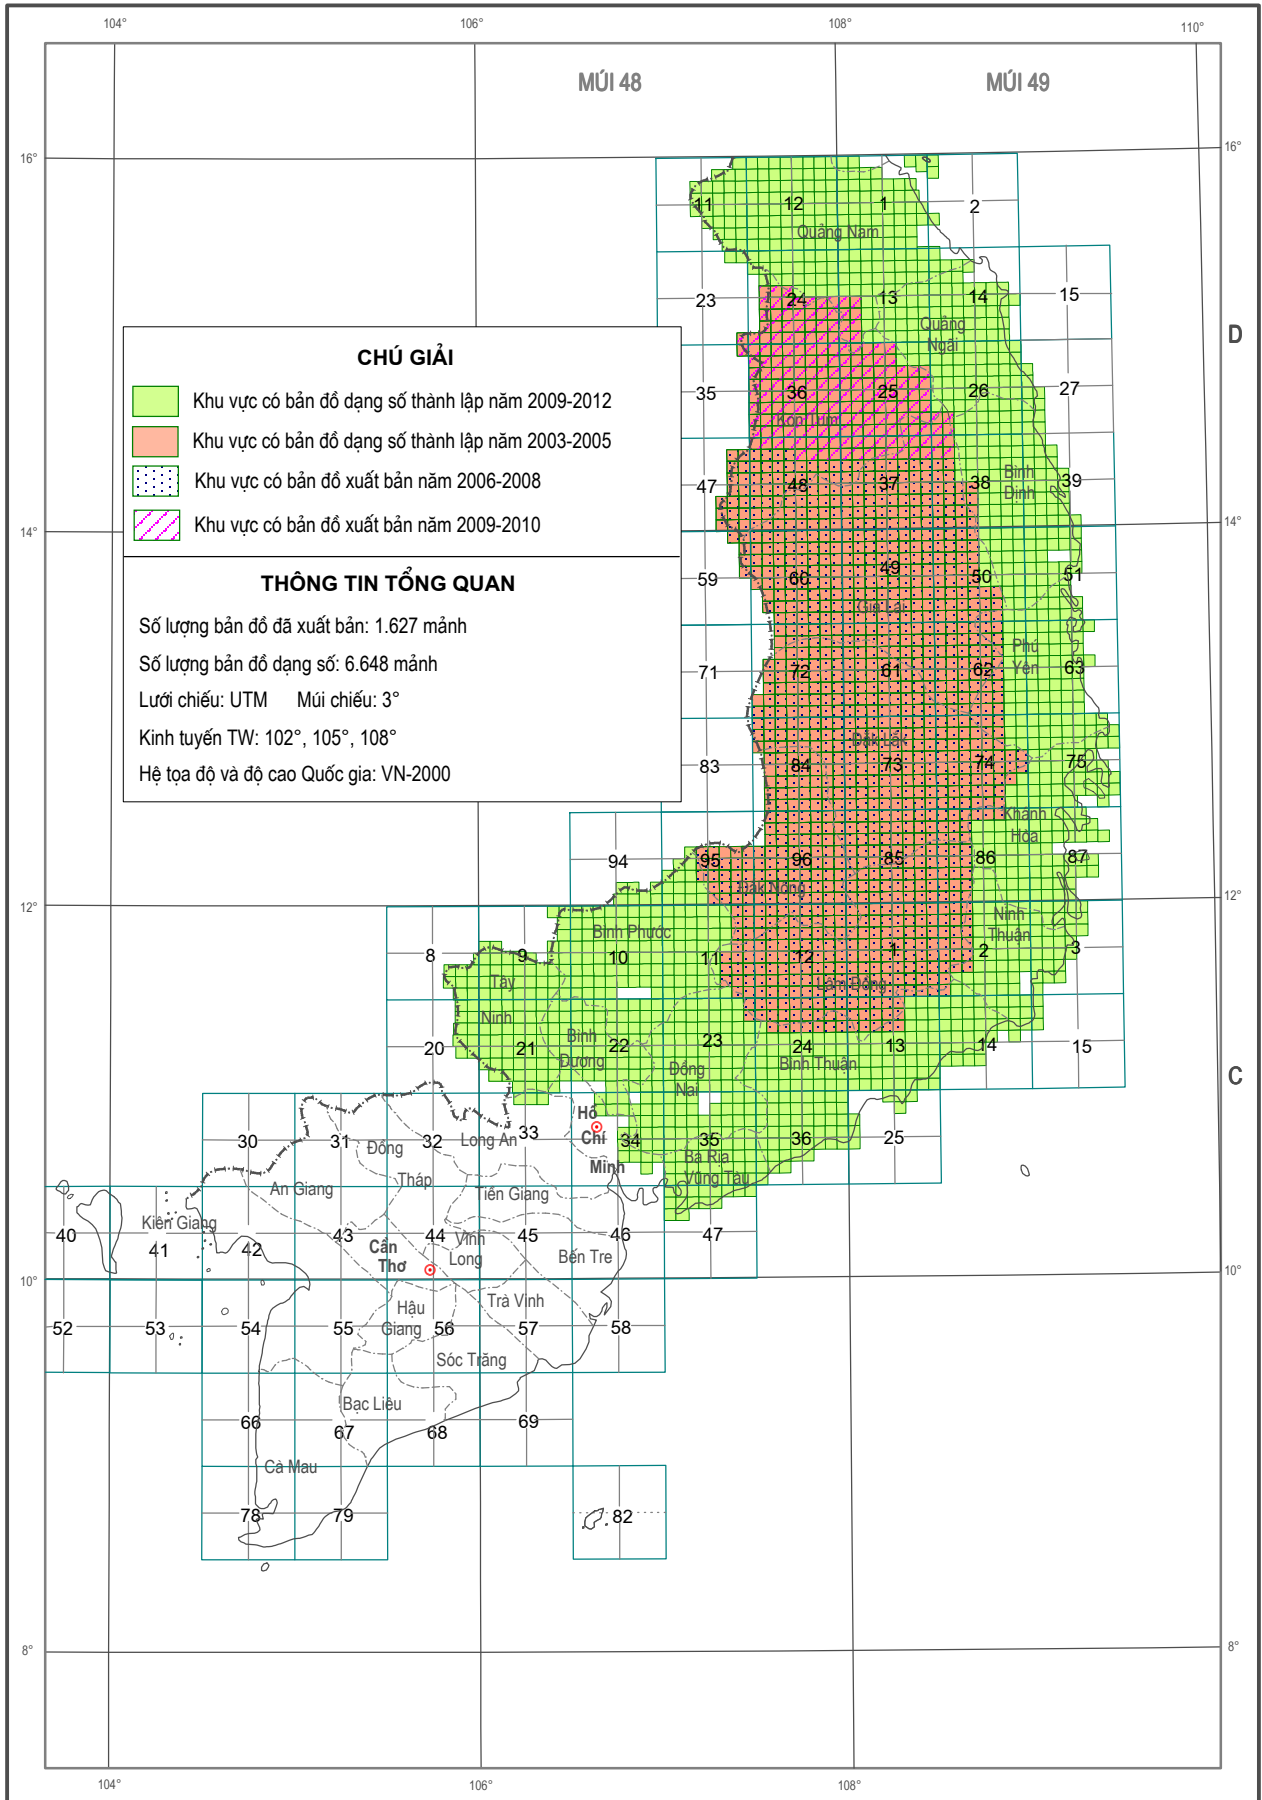 104°
106°
108°
110°
MÚI 48
MÚI 49
16°
16°
11
12
1
2
Quảng Nam
23
24
13
14
15
Quảng
Ngãi
D
CHÚ GIẢI
Khu vực có bản đồ dạng số thành lập năm 2009-2012
Khu vực có bản đồ dạng số thành lập năm 2003-2005
Khu vực có bản đồ xuất bản năm 2006-2008
Khu vực có bản đồ xuất bản năm 2009-2010
THÔNG TIN TỔNG QUAN
Số lượng bản đồ đã xuất bản: 1.627 mảnh
Số lượng bản đồ dạng số: 6.648 mảnh
Lưới chiếu: UTM Múi chiếu: 3°
Kinh tuyến TW: 102°, 105°, 108°
Hệ tọa độ và độ cao Quốc gia: VN-2000
35
36
25
26
27
Kon Tum
47
48
37
38
39
Bình
Định
14°
14°
59
60
49
50
51
Gia Lai
71
72
61
62
63
Phú
Yên
Đắk Lắk
83
84
73
74
75
Khánh
Hòa
94
95
96
85
86
87
Đắk Nông
12°
12°
Bình Phước
Ninh
Thuận
8
9
10
11
12
1
2
3
Tây
Ninh
Lâm Đồng
20
21
22
23
24
13
14
15
Bình
Dương
Đồng
Nai
Bình Thuận
C
30
31
32
33
34
35
36
25
Hồ
Chí
Minh
Đồng
Tháp
Long An
Bà Rịa
Vũng Tàu
An Giang
Tiền Giang
Kiên Giang
40
41
42
43
44
45
46
47
Cần
Thơ
Vĩnh
Long
Bến Tre
10°
10°
Trà Vinh
Hậu
Giang
52
53
54
55
56
57
58
Sóc Trăng
Bạc Liêu
66
67
68
69
Cà Mau
78
79
82
8°
8°
104°
106°
108°